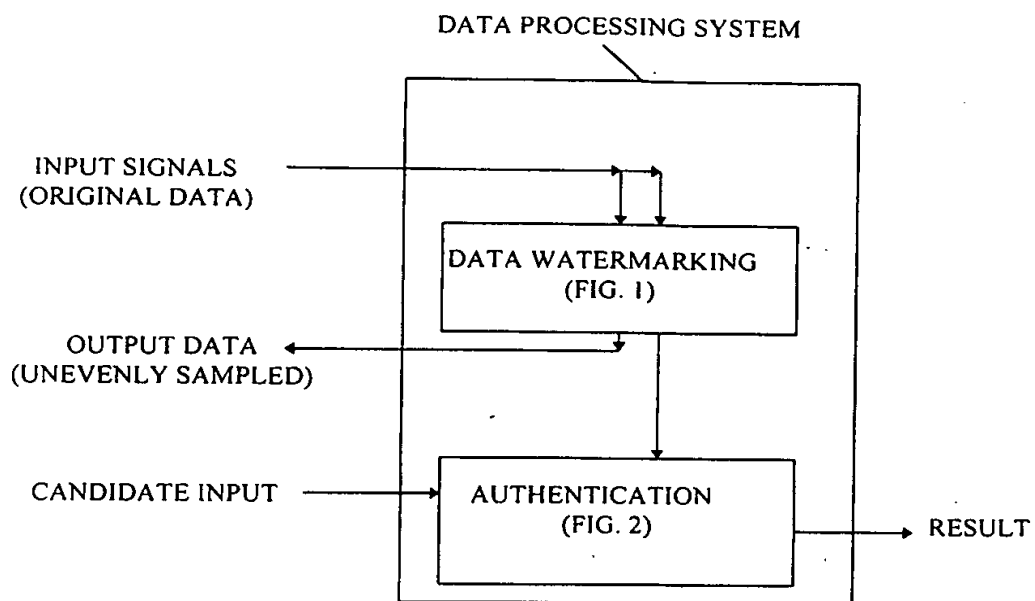 DATA PROCESSING SYSTEM
INPUT SIGNALS
(ORIGINAL DATA)
DATA WATERMARKING
(FIG. 1)
OUTPUT DATA
(UNEVENLY SAMPLED)
CANDIDATE INPUT
AUTHENTICATION
(FIG. 2)
RESULT